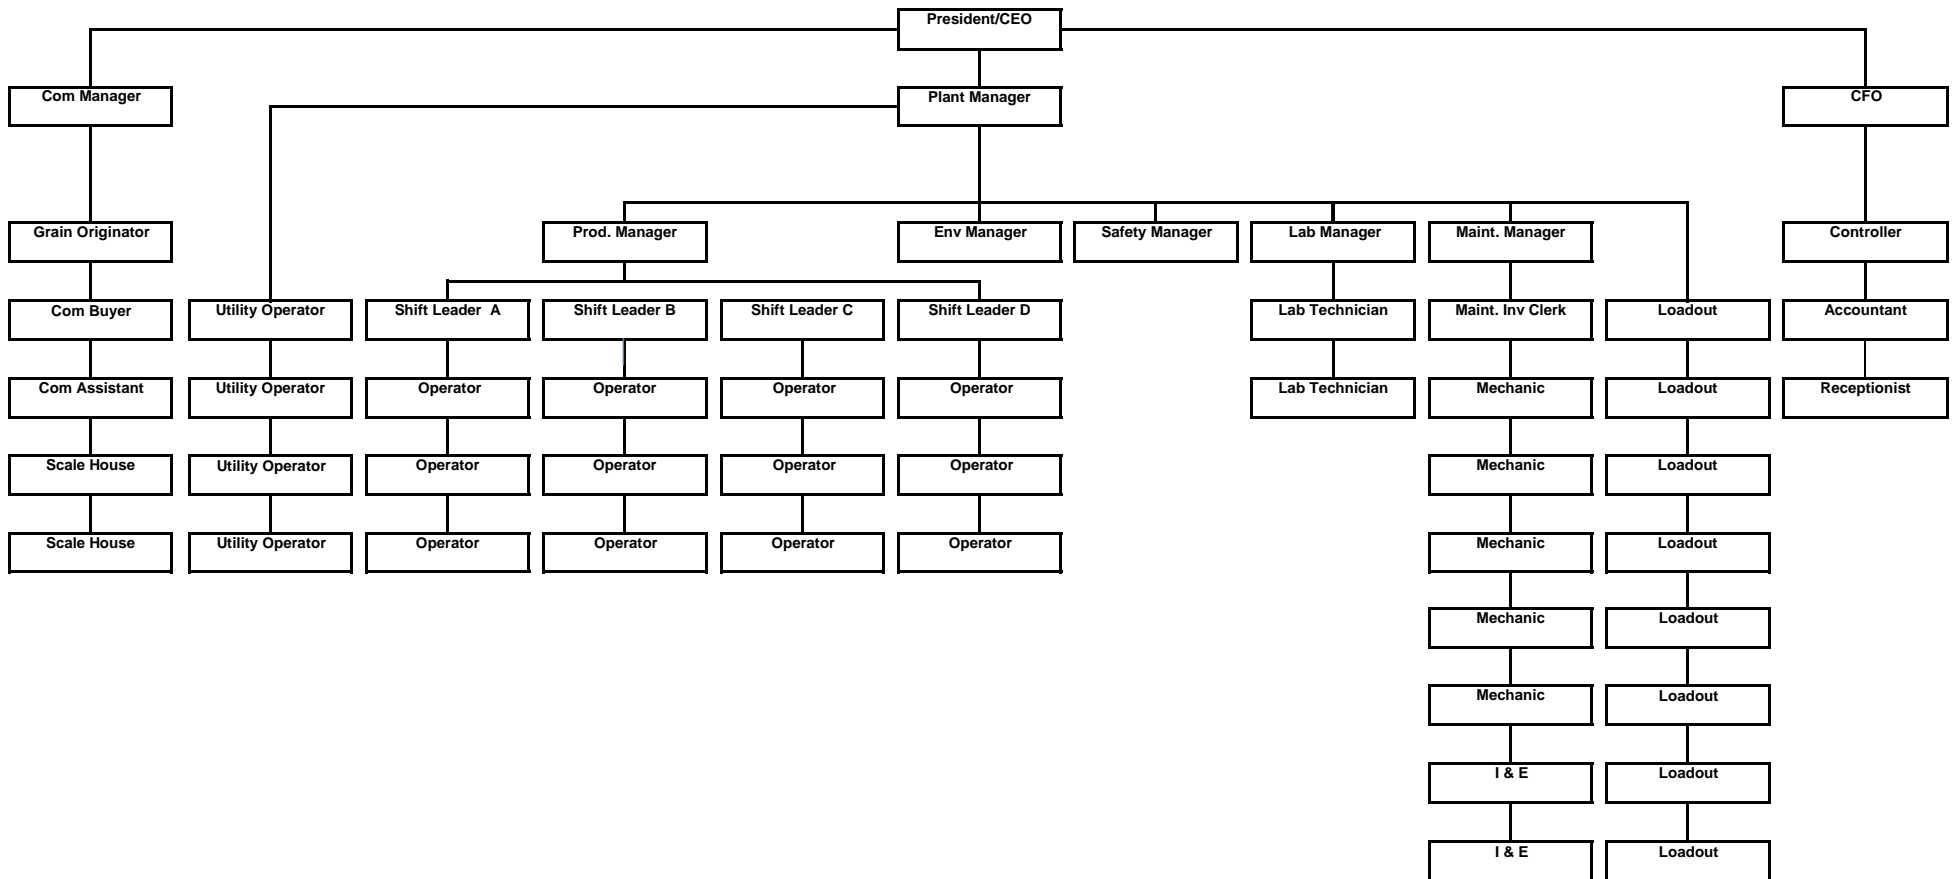 President/CEO
Com Manager
Plant Manager
CFO
Grain Originator
Prod. Manager
Env Manager
Safety Manager
Lab Manager
Maint. Manager
Controller
Com Buyer
Utility Operator
Shift Leader  A
Shift Leader B
Shift Leader C
Shift Leader D
Lab Technician
Maint. Inv Clerk
Loadout
Accountant
Com Assistant
Utility Operator
Operator
Operator
Operator
Operator
Lab Technician
Mechanic
Loadout
Receptionist
Scale House
Utility Operator
Operator
Operator
Operator
Operator
Mechanic
Loadout
Scale House
Utility Operator
Operator
Operator
Operator
Operator
Mechanic
Loadout
Mechanic
Loadout
Mechanic
Loadout
I & E
Loadout
I & E
Loadout